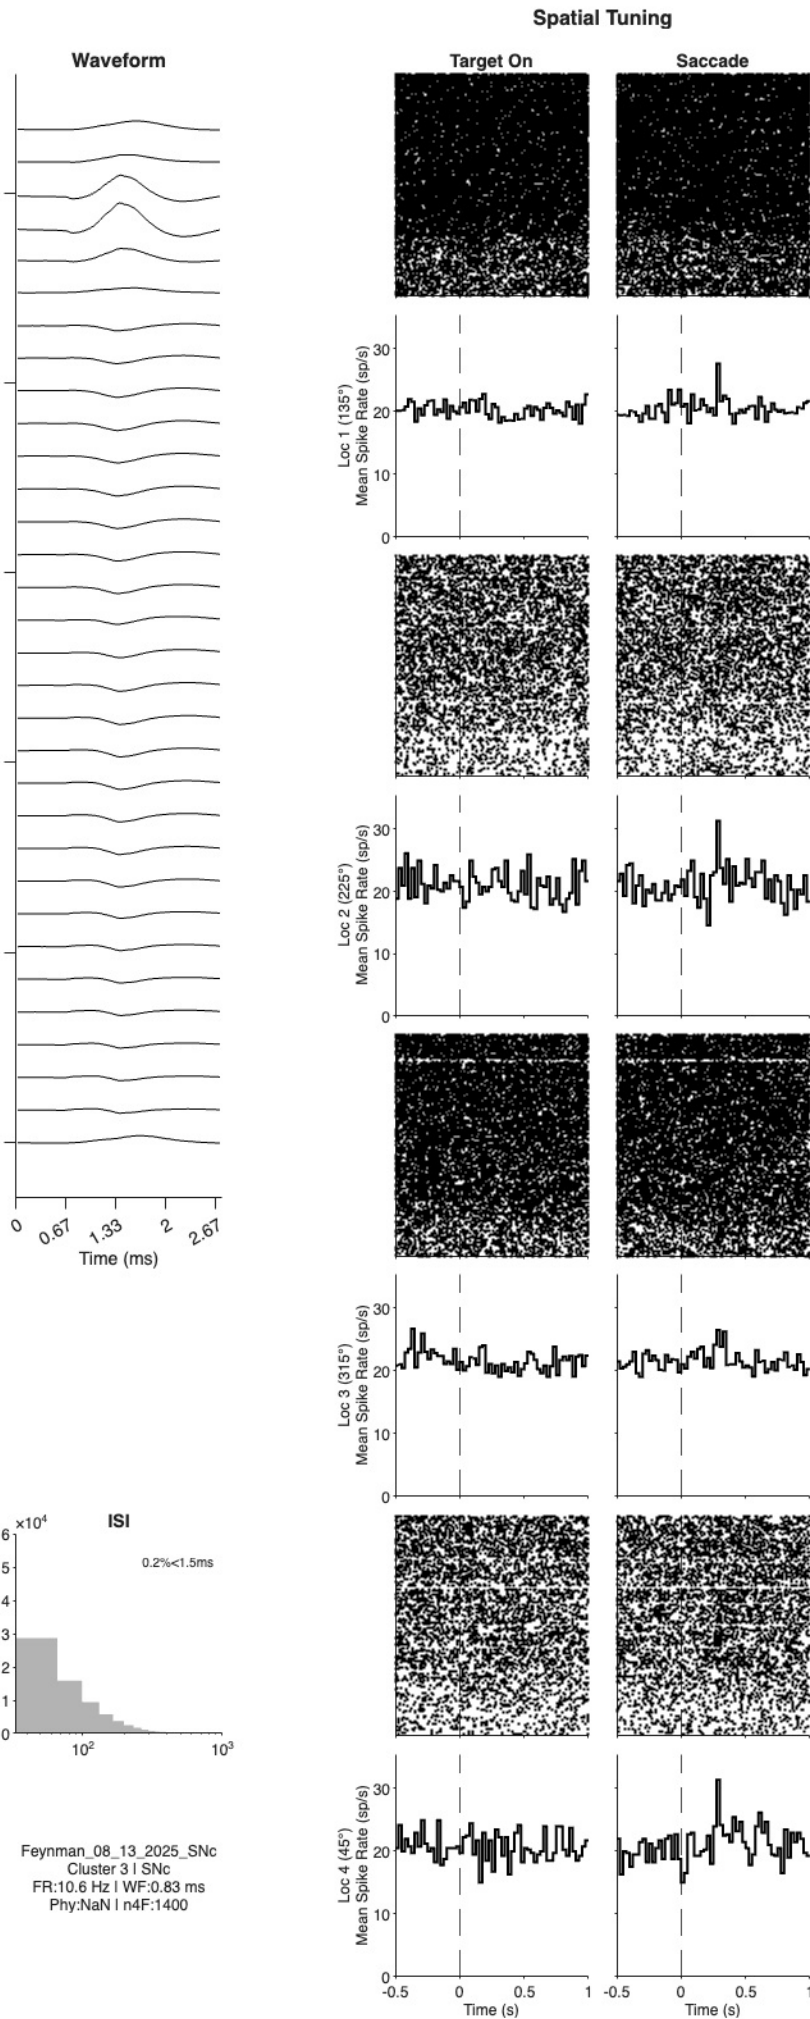 Spatial Tuning
Waveform
Target On
Saccade
30
20
10
0
Loc 1 (135°)
Mean Spike Rate (sp/s)
30
20
10
0
Loc 2 (225°)
Mean Spike Rate (sp/s)
0
0.67
1.33
2
2.67
Time (ms)
30
20
10
0
Loc 3 (315°)
Mean Spike Rate (sp/s)
×10⁴
ISI
0.2%<1.5ms
6
5
4
3
2
1
0
10²
10³
30
20
10
0
Loc 4 (45°)
Mean Spike Rate (sp/s)
Feynman_08_13_2025_SNc
Cluster 3 | SNc
FR:10.6 Hz | WF:0.83 ms
Phy:NaN | n4F:1400
-0.5
0
0.5
1
-0.5
0
0.5
1
Time (s)
Time (s)